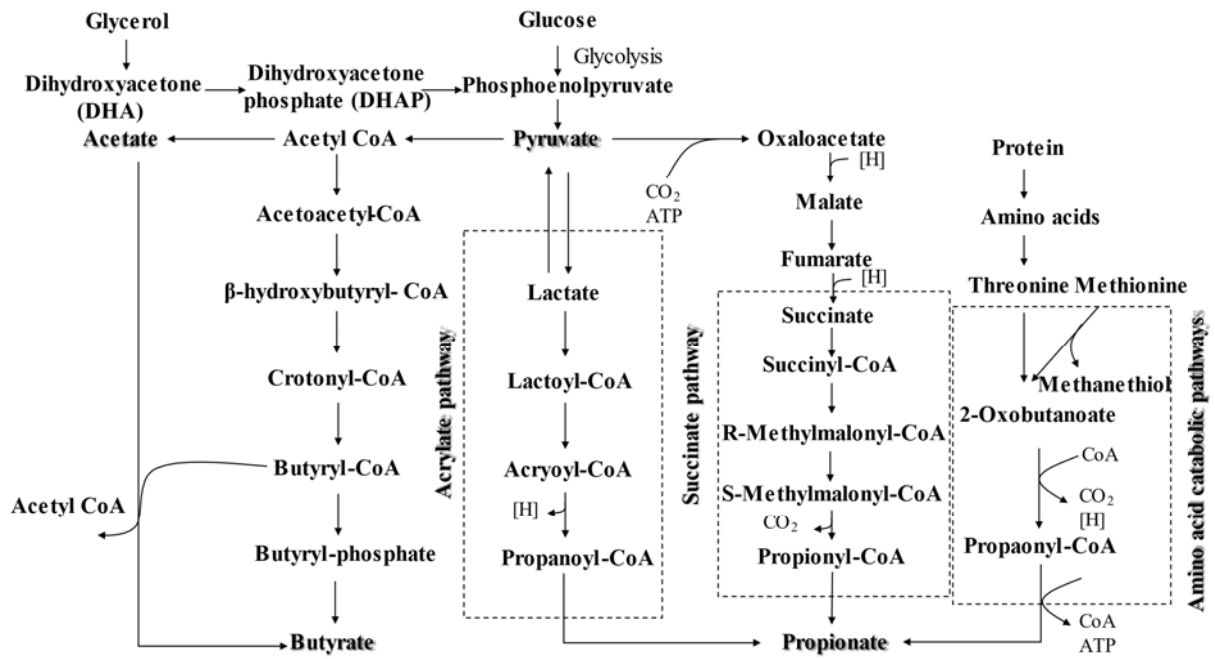 Glycerol
Glucose
Glycolysis
Dihydroxyacetone
(DHA)
Dihydroxyacetone
phosphate (DHAP)
Phosphoenolpyruvate
Acetate
Acetyl CoA
Pyruvate
Oxaloacetate
Protein
[H]
CO2
ATP
Acetoacetyl-CoA
Malate
Amino acids
Fumarate
[H]
β-hydroxybutyryl- CoA
Lactate
Succinate
Threonine Methionine
Acrylate pathway
Succinate pathway
Amino acid catabolic pathways
Crotonyl-CoA
Lactoyl-CoA
Succinyl-CoA
Methanethiol
2-Oxobutanoate
R-Methylmalonyl-CoA
Butyryl-CoA
Acryoyl-CoA
CoA
Acetyl CoA
[H]
S-Methylmalonyl-CoA
CO2
CO2
[H]
Butyryl-phosphate
Propanoyl-CoA
Propionyl-CoA
Propaonyl-CoA
Butyrate
Propionate
CoA
ATP